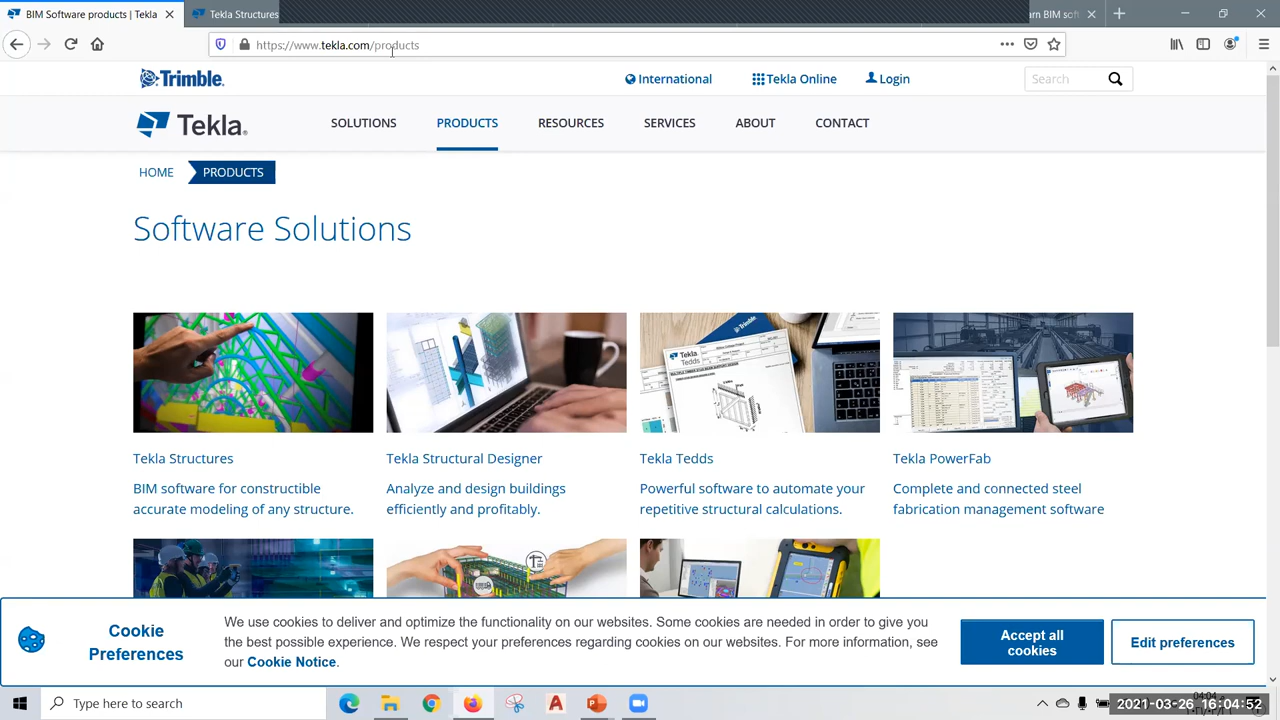 BIM Software products | Tekla
Tekla Structures
rn BIM soft
https://www.tekla.com/products
Trimble.
International
Tekla Online
Login
Search
Tekla
SOLUTIONS
PRODUCTS
RESOURCES
SERVICES
ABOUT
CONTACT
HOME
PRODUCTS
Software Solutions
Trimble
Tekla
Tedds
Tekla Structures
Tekla Structural Designer
Tekla Tedds
Tekla PowerFab
BIM software for constructible
accurate modeling of any structure.
Analyze and design buildings
efficiently and profitably.
Powerful software to automate your
repetitive structural calculations.
Complete and connected steel
fabrication management software
Cookie
Preferences
We use cookies to deliver and optimize the functionality on our websites. Some cookies are needed in order to give you
the best possible experience. We respect your preferences regarding cookies on our websites. For more information, see
our Cookie Notice.
Accept all
cookies
Edit preferences
Type here to search
2021-03-26 16:04:52